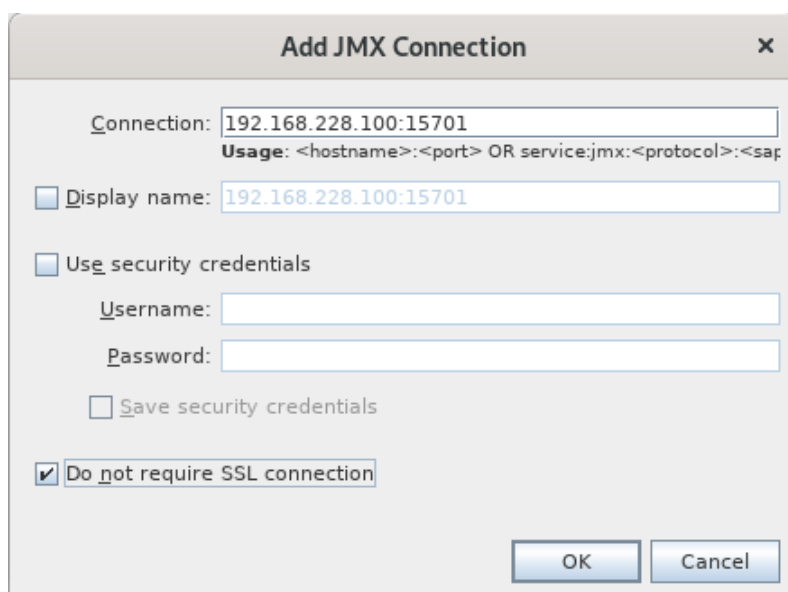 Add JMX Connection ×
Connection: 192.168.228.100:15701
Usage: <hostname>:<port> OR service:jmx:<protocol>:<sap
Display name: 192.168.228.100:15701
Use security credentials
Username:
Password:
Save security credentials
Do not require SSL connection
OK Cancel